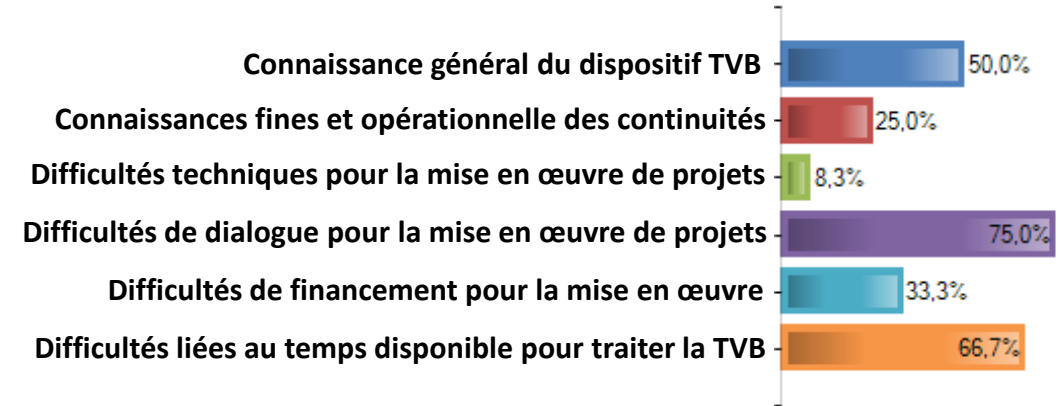 Connaissance général du dispositif TVB 50,0%
Connaissances fines et opérationnelle des continuités 25,0%
Difficultés techniques pour la mise en œuvre de projets 8,3%
Difficultés de dialogue pour la mise en œuvre de projets 75,0%
Difficultés de financement pour la mise en œuvre 33,3%
Difficultés liées au temps disponible pour traiter la TVB 66,7%